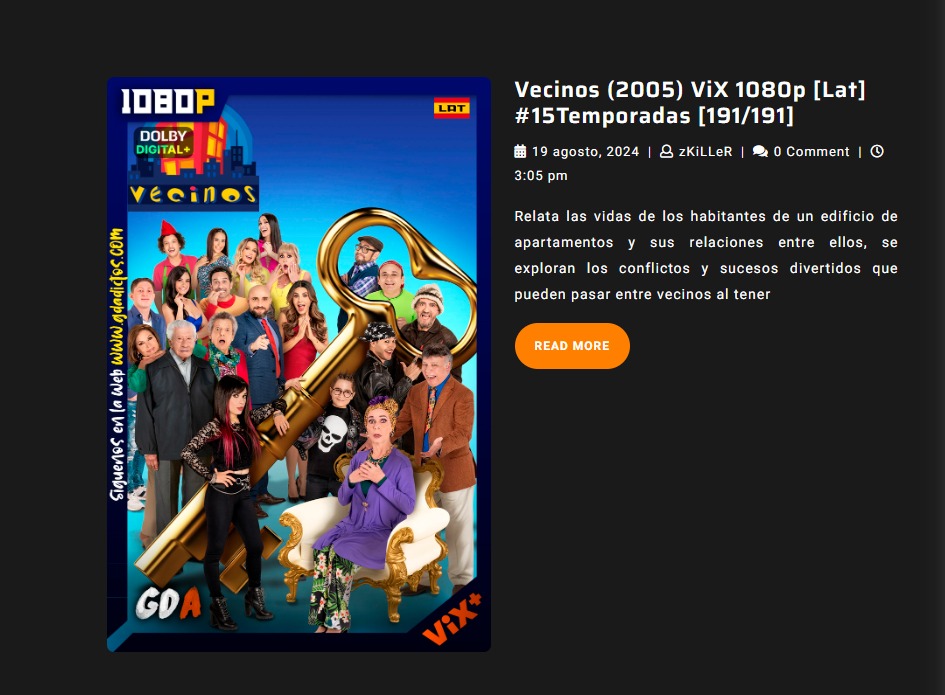 1080P
LAT
DOLBY
DIGITAL+
VECINOS
Siguenos en la Web www.gdadictos.com
GDA
ViX+
Vecinos (2005) ViX 1080p [Lat]
#15Temporadas [191/191]
19 agosto, 2024 | zKiLLeR | 0 Comment |
3:05 pm
Relata las vidas de los habitantes de un edificio de
apartamentos y sus relaciones entre ellos, se
exploran los conflictos y sucesos divertidos que
pueden pasar entre vecinos al tener
READ MORE